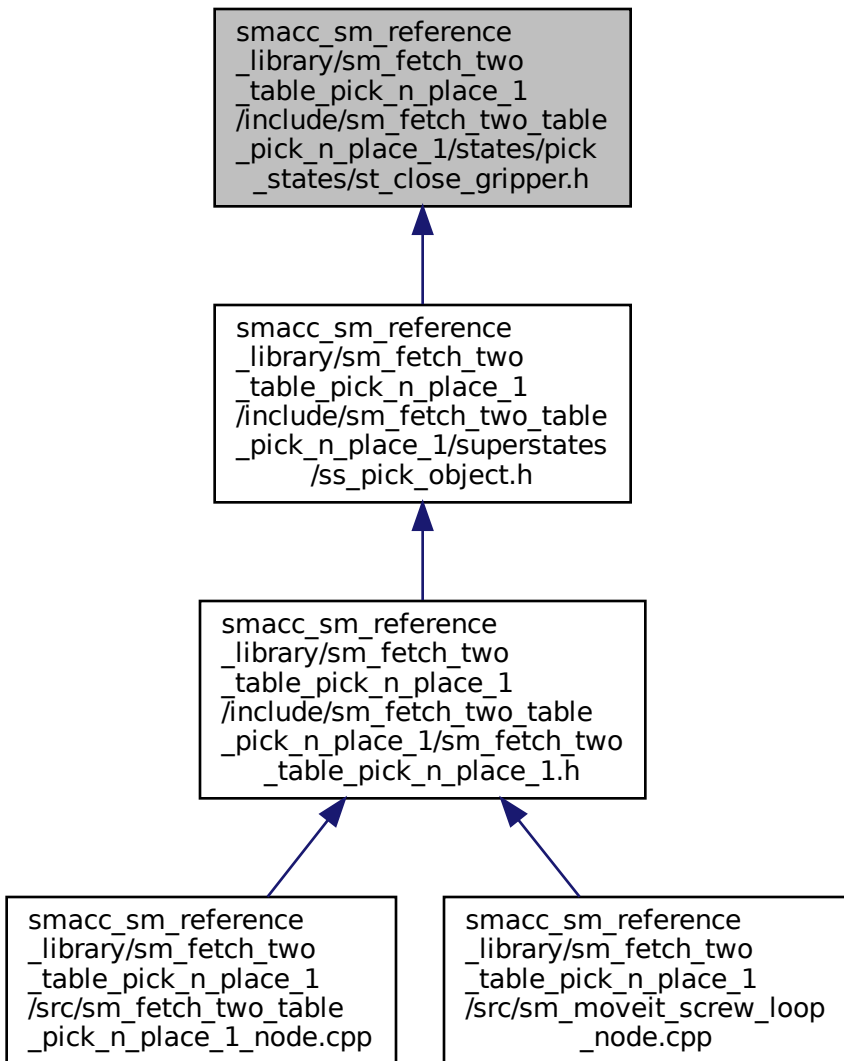 smacc_sm_reference
_library/sm_fetch_two
_table_pick_n_place_1
/include/sm_fetch_two_table
_pick_n_place_1/states/pick
_states/st_close_gripper.h
smacc_sm_reference
_library/sm_fetch_two
_table_pick_n_place_1
/include/sm_fetch_two_table
_pick_n_place_1/superstates
/ss_pick_object.h
smacc_sm_reference
_library/sm_fetch_two
_table_pick_n_place_1
/include/sm_fetch_two_table
_pick_n_place_1/sm_fetch_two
_table_pick_n_place_1.h
smacc_sm_reference
_library/sm_fetch_two
_table_pick_n_place_1
/src/sm_fetch_two_table
_pick_n_place_1_node.cpp
smacc_sm_reference
_library/sm_fetch_two
_table_pick_n_place_1
/src/sm_moveit_screw_loop
_node.cpp